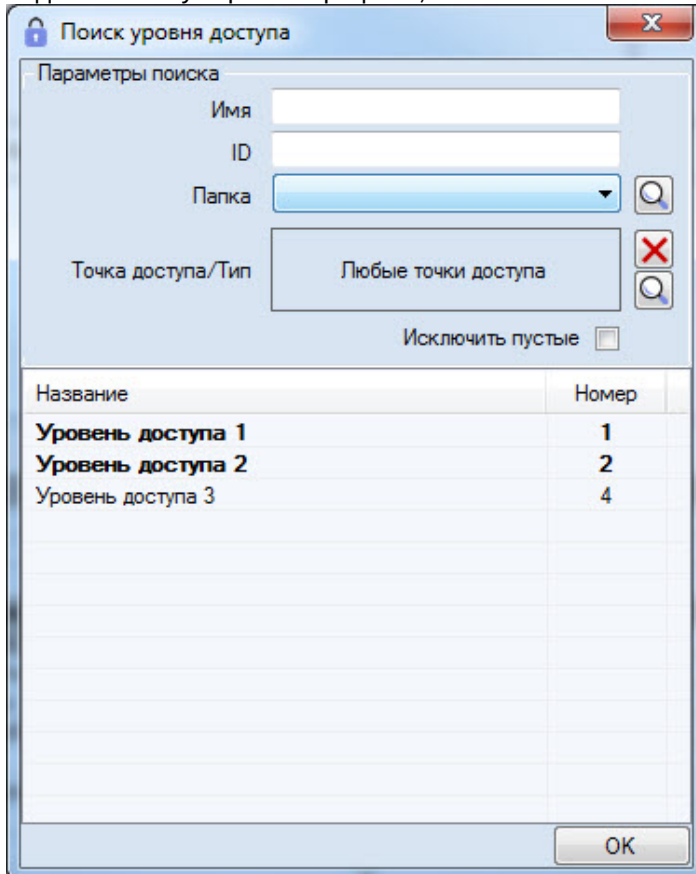 Поиск уровня доступа
Параметры поиска
Имя
ID
Папка
Точка доступа/Тип
Любые точки доступа
Исключить пустые
Название Номер
Уровень доступа 1 1
Уровень доступа 2 2
Уровень доступа 3 4
OK